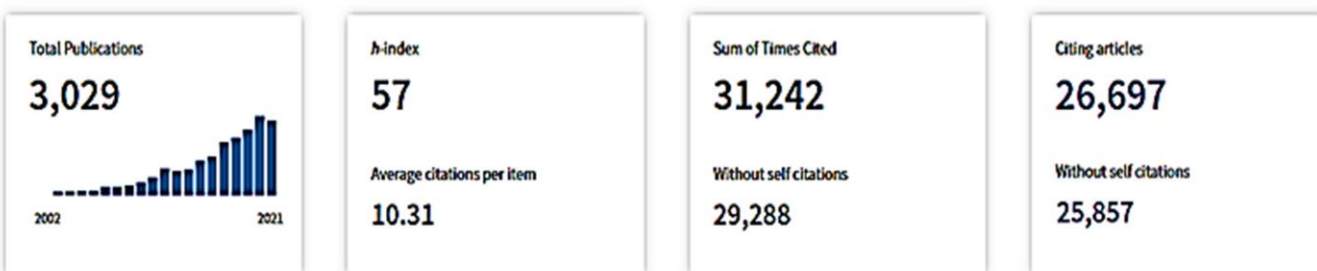 Total Publications
3,029
2002 2021
h-index
57
Average citations per item
10.31
Sum of Times Cited
31,242
Without self citations
29,288
Citing articles
26,697
Without self citations
25,857